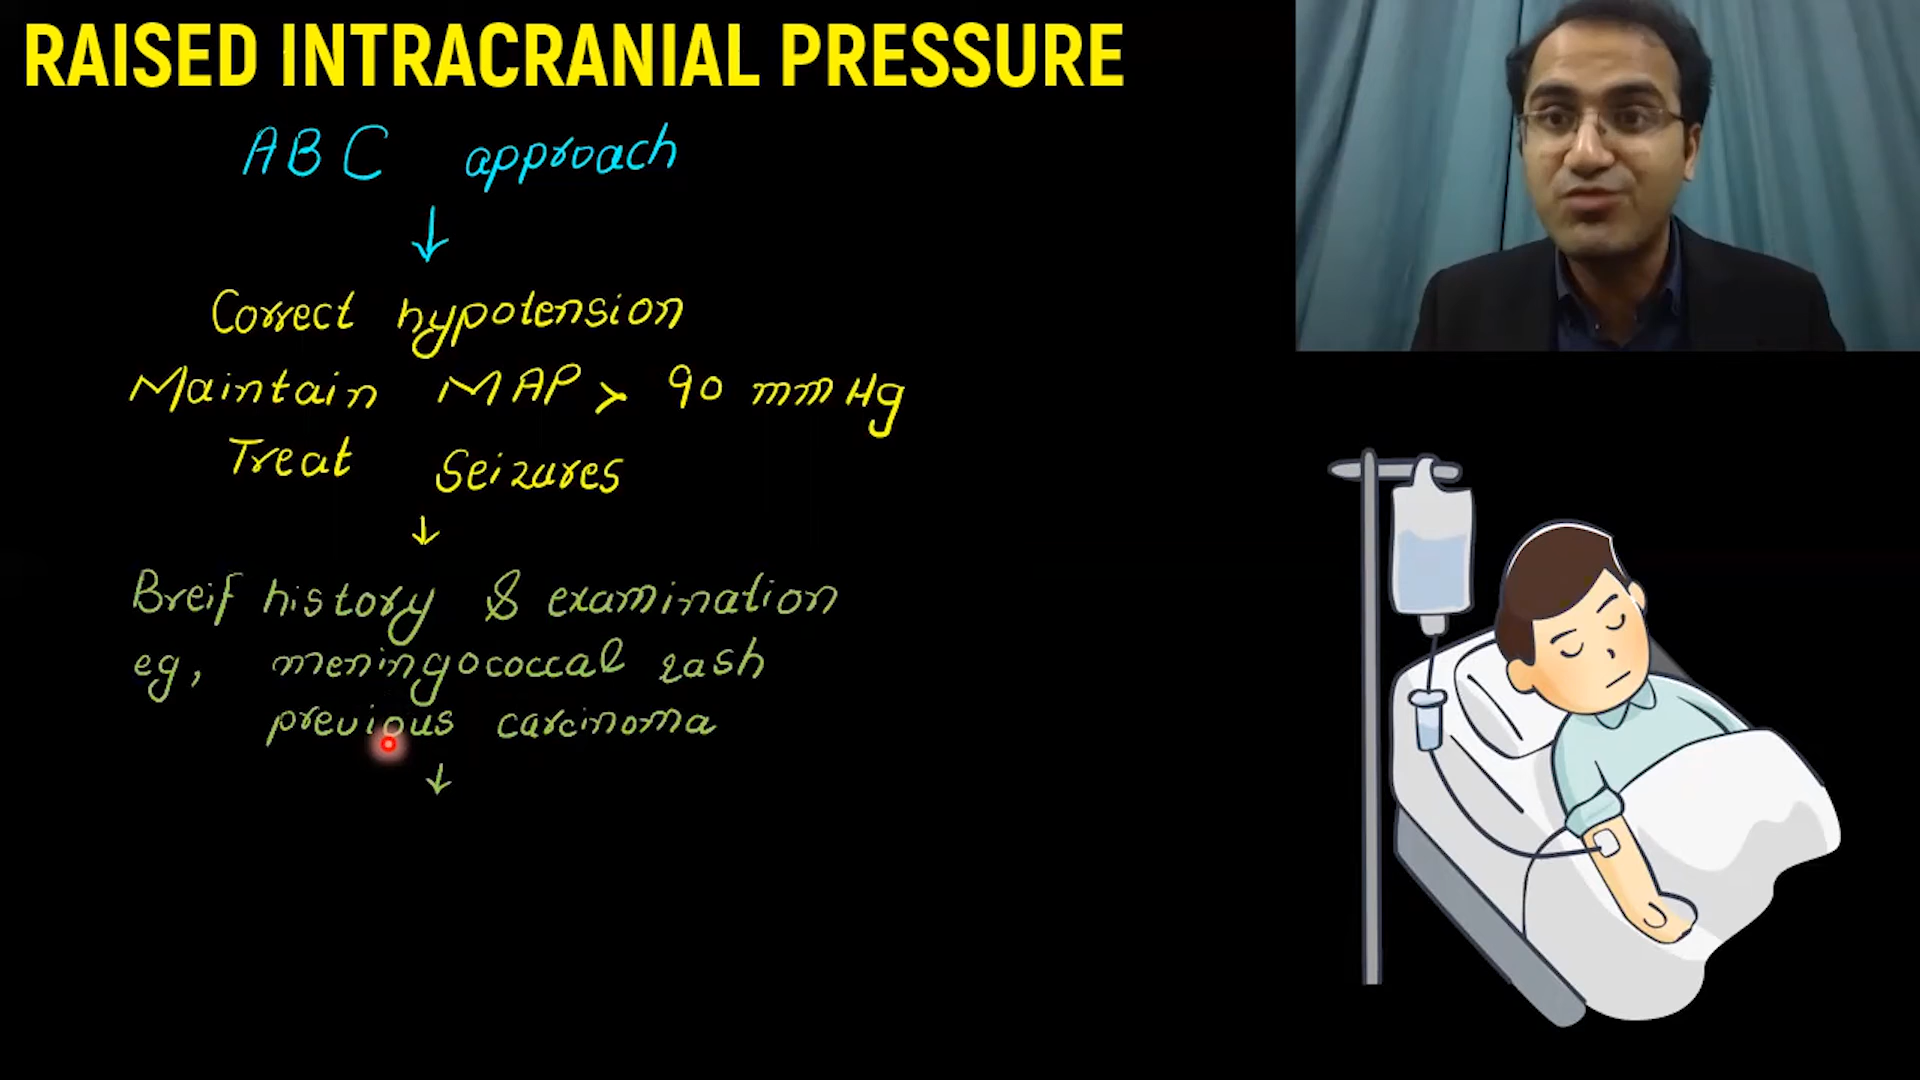 RAISED INTRACRANIAL PRESSURE
ABC approach
↓
Correct hypotension
Maintain MAP > 90 mmHg
Treat Seizures
↓
Breif history & examination
eg, meningococcal rash
previous carcinoma
↓